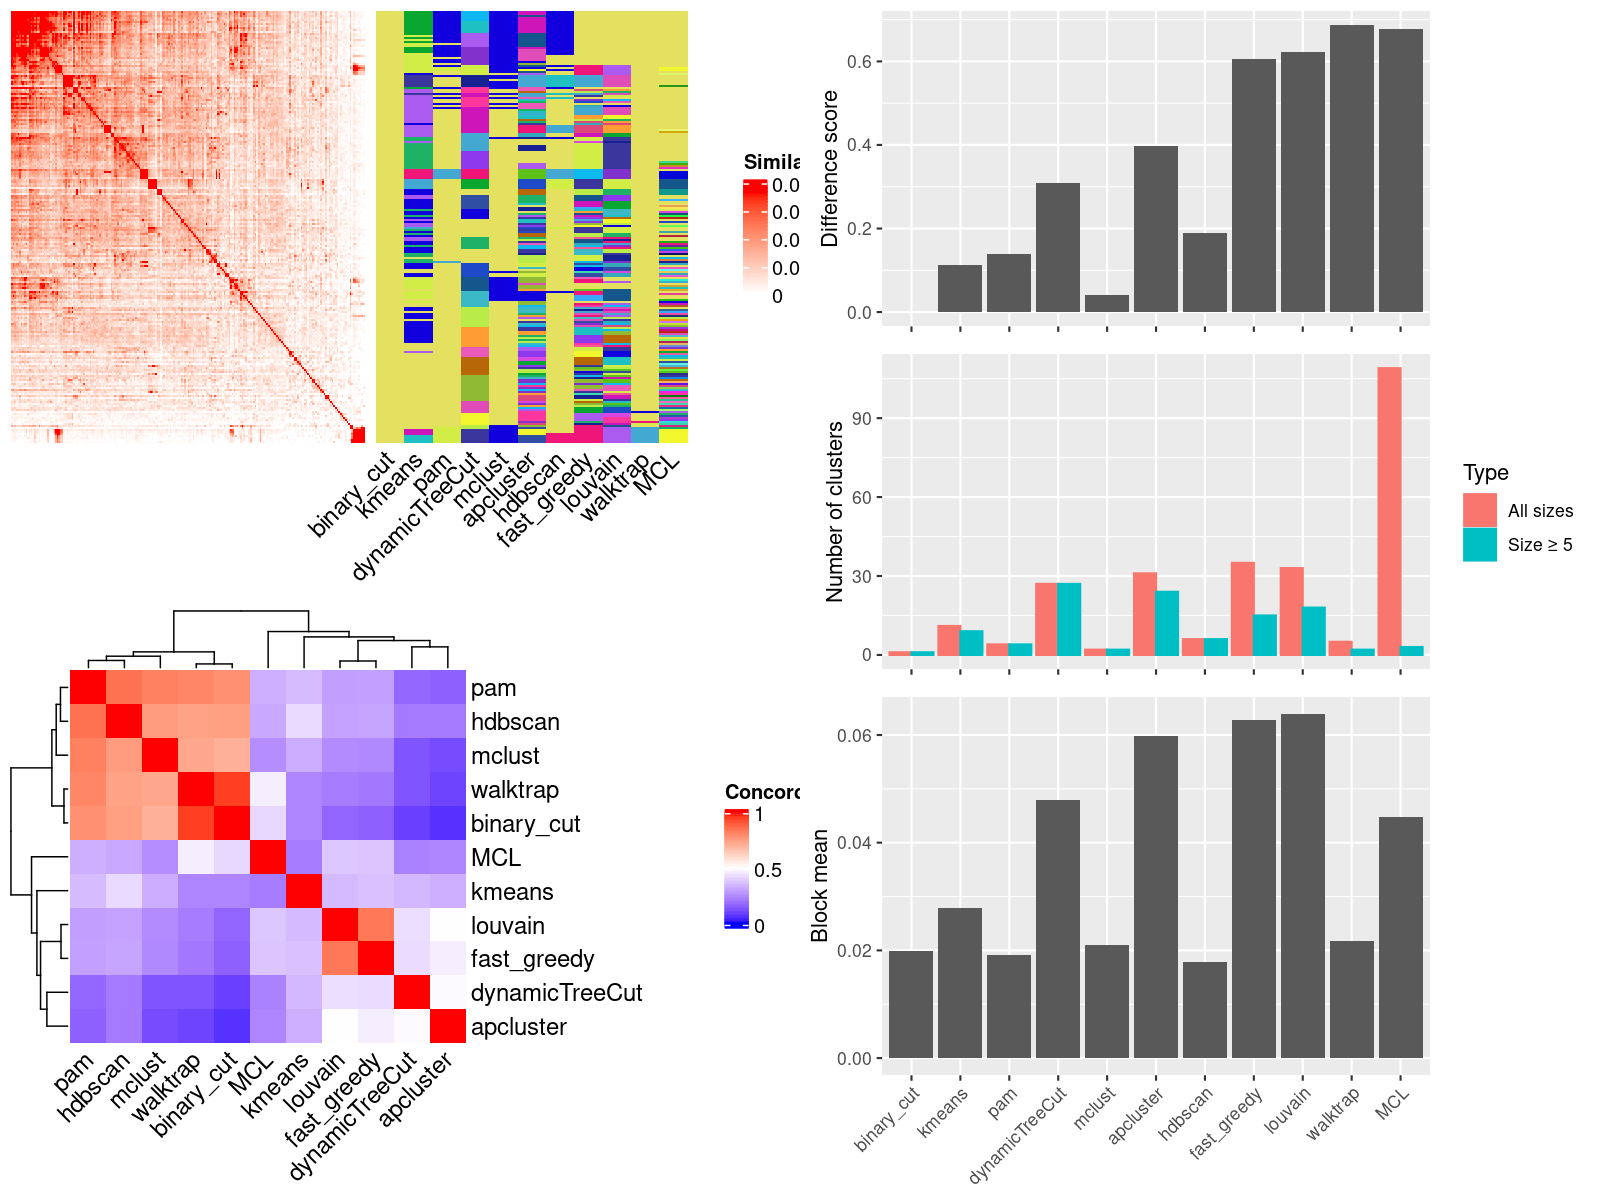 Simila
0.0
0.0
0.0
0.0
0
binary_cut
kmeans
pam
dynamicTreeCut
mclust
apcluster
hdbscan
fast_greedy
louvain
walktrap
MCL
pam
hdbscan
mclust
walktrap
binary_cut
MCL
kmeans
louvain
fast_greedy
dynamicTreeCut
apcluster
Concord
1
0.5
0
pam
hdbscan
mclust
walktrap
binary_cut
MCL
kmeans
louvain
fast_greedy
dynamicTreeCut
apcluster
Difference score
0.6
0.4
0.2
0.0
Number of clusters
90
60
30
0
Type
All sizes
Size ≥ 5
Block mean
0.06
0.04
0.02
0.00
binary_cut
kmeans
pam
dynamicTreeCut
mclust
apcluster
hdbscan
fast_greedy
louvain
walktrap
MCL